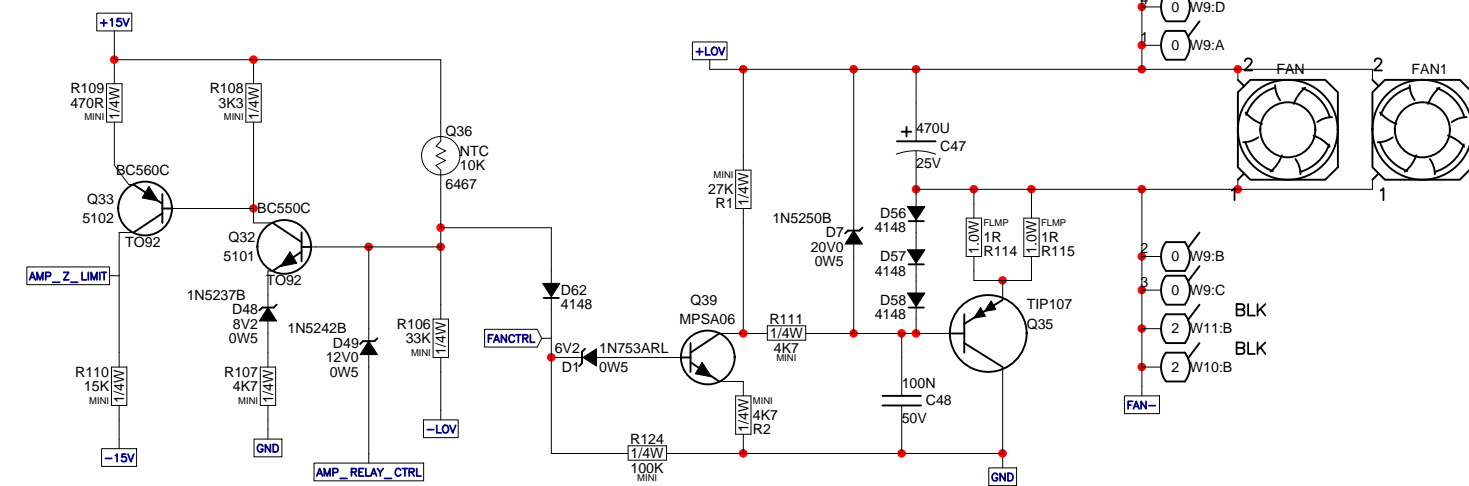 +15V
R109
470R
MINI
1/4W
R108
3K3
MINI
1/4W
Q36
NTC
10K
6467
BC560C
Q33
5102
TO92
BC550C
Q32
5101
TO92
AMP_Z_LIMIT
1N5237B
D48
8V2
0W5
1N5242B
D49
12V0
0W5
R106
33K
MINI
1/4W
R110
15K
MINI
1/4W
R107
4K7
MINI
1/4W
-15V
GND
-LOV
AMP_RELAY_CTRL
D62
4148
FANCTRL
6V2
D1
1N753ARL
0W5
R124
1/4W
100K
MINI
+LOV
MINI
27K
R1
1/4W
Q39
MPSA06
R111
1/4W
4K7
MINI
MINI
4K7
R2
1/4W
1N5250B
D7
20V0
0W5
+ 470U
C47
25V
D56
4148
D57
4148
D58
4148
1.0W
FLMP
1R
R114
1.0W
FLMP
1R
R115
TIP107
Q35
100N
C48
50V
GND
4
0
W9:D
1
0
W9:A
2
FAN
1
2
FAN1
1
2
0
W9:B
3
0
W9:C
BLK
2
W11:B
BLK
2
W10:B
FAN-